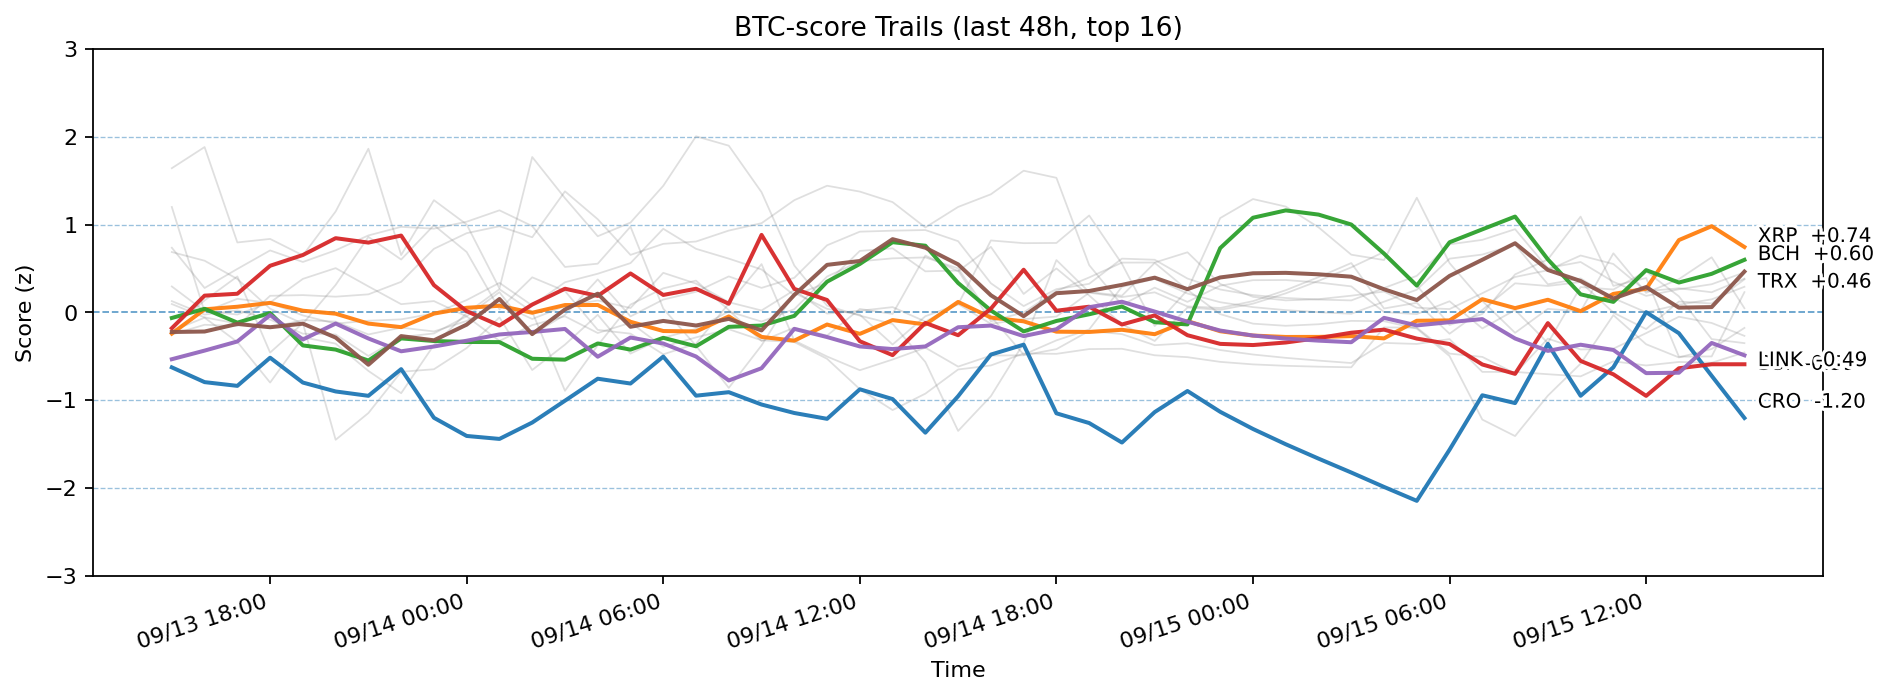 BTC-score Trails (last 48h, top 16)
Score (z)
3
2
1
0
−1
−2
−3
XRP +0.74
BCH +0.60
TRX +0.46
LINK -0.49
CRO -1.20
09/13 18:00
09/14 00:00
09/14 06:00
09/14 12:00
09/14 18:00
09/15 00:00
09/15 06:00
09/15 12:00
Time